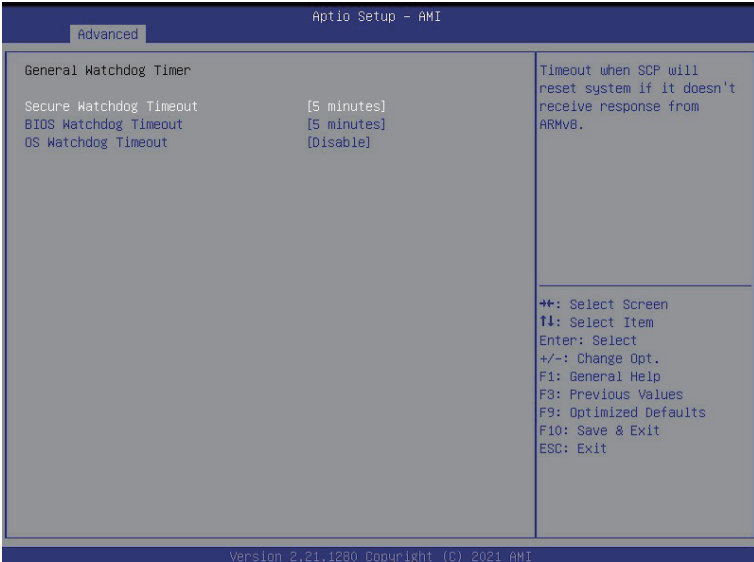 Aptio Setup – AMI
Advanced
General Watchdog Timer
Secure Watchdog Timeout [5 minutes]
BIOS Watchdog Timeout [5 minutes]
OS Watchdog Timeout [Disable]
Timeout when SCP will
reset system if it doesn't
receive response from
ARMv8.
→←: Select Screen
↑↓: Select Item
Enter: Select
+/-: Change Opt.
F1: General Help
F3: Previous Values
F9: Optimized Defaults
F10: Save & Exit
ESC: Exit
Version 2.21.1280 Copyright (C) 2021 AMI